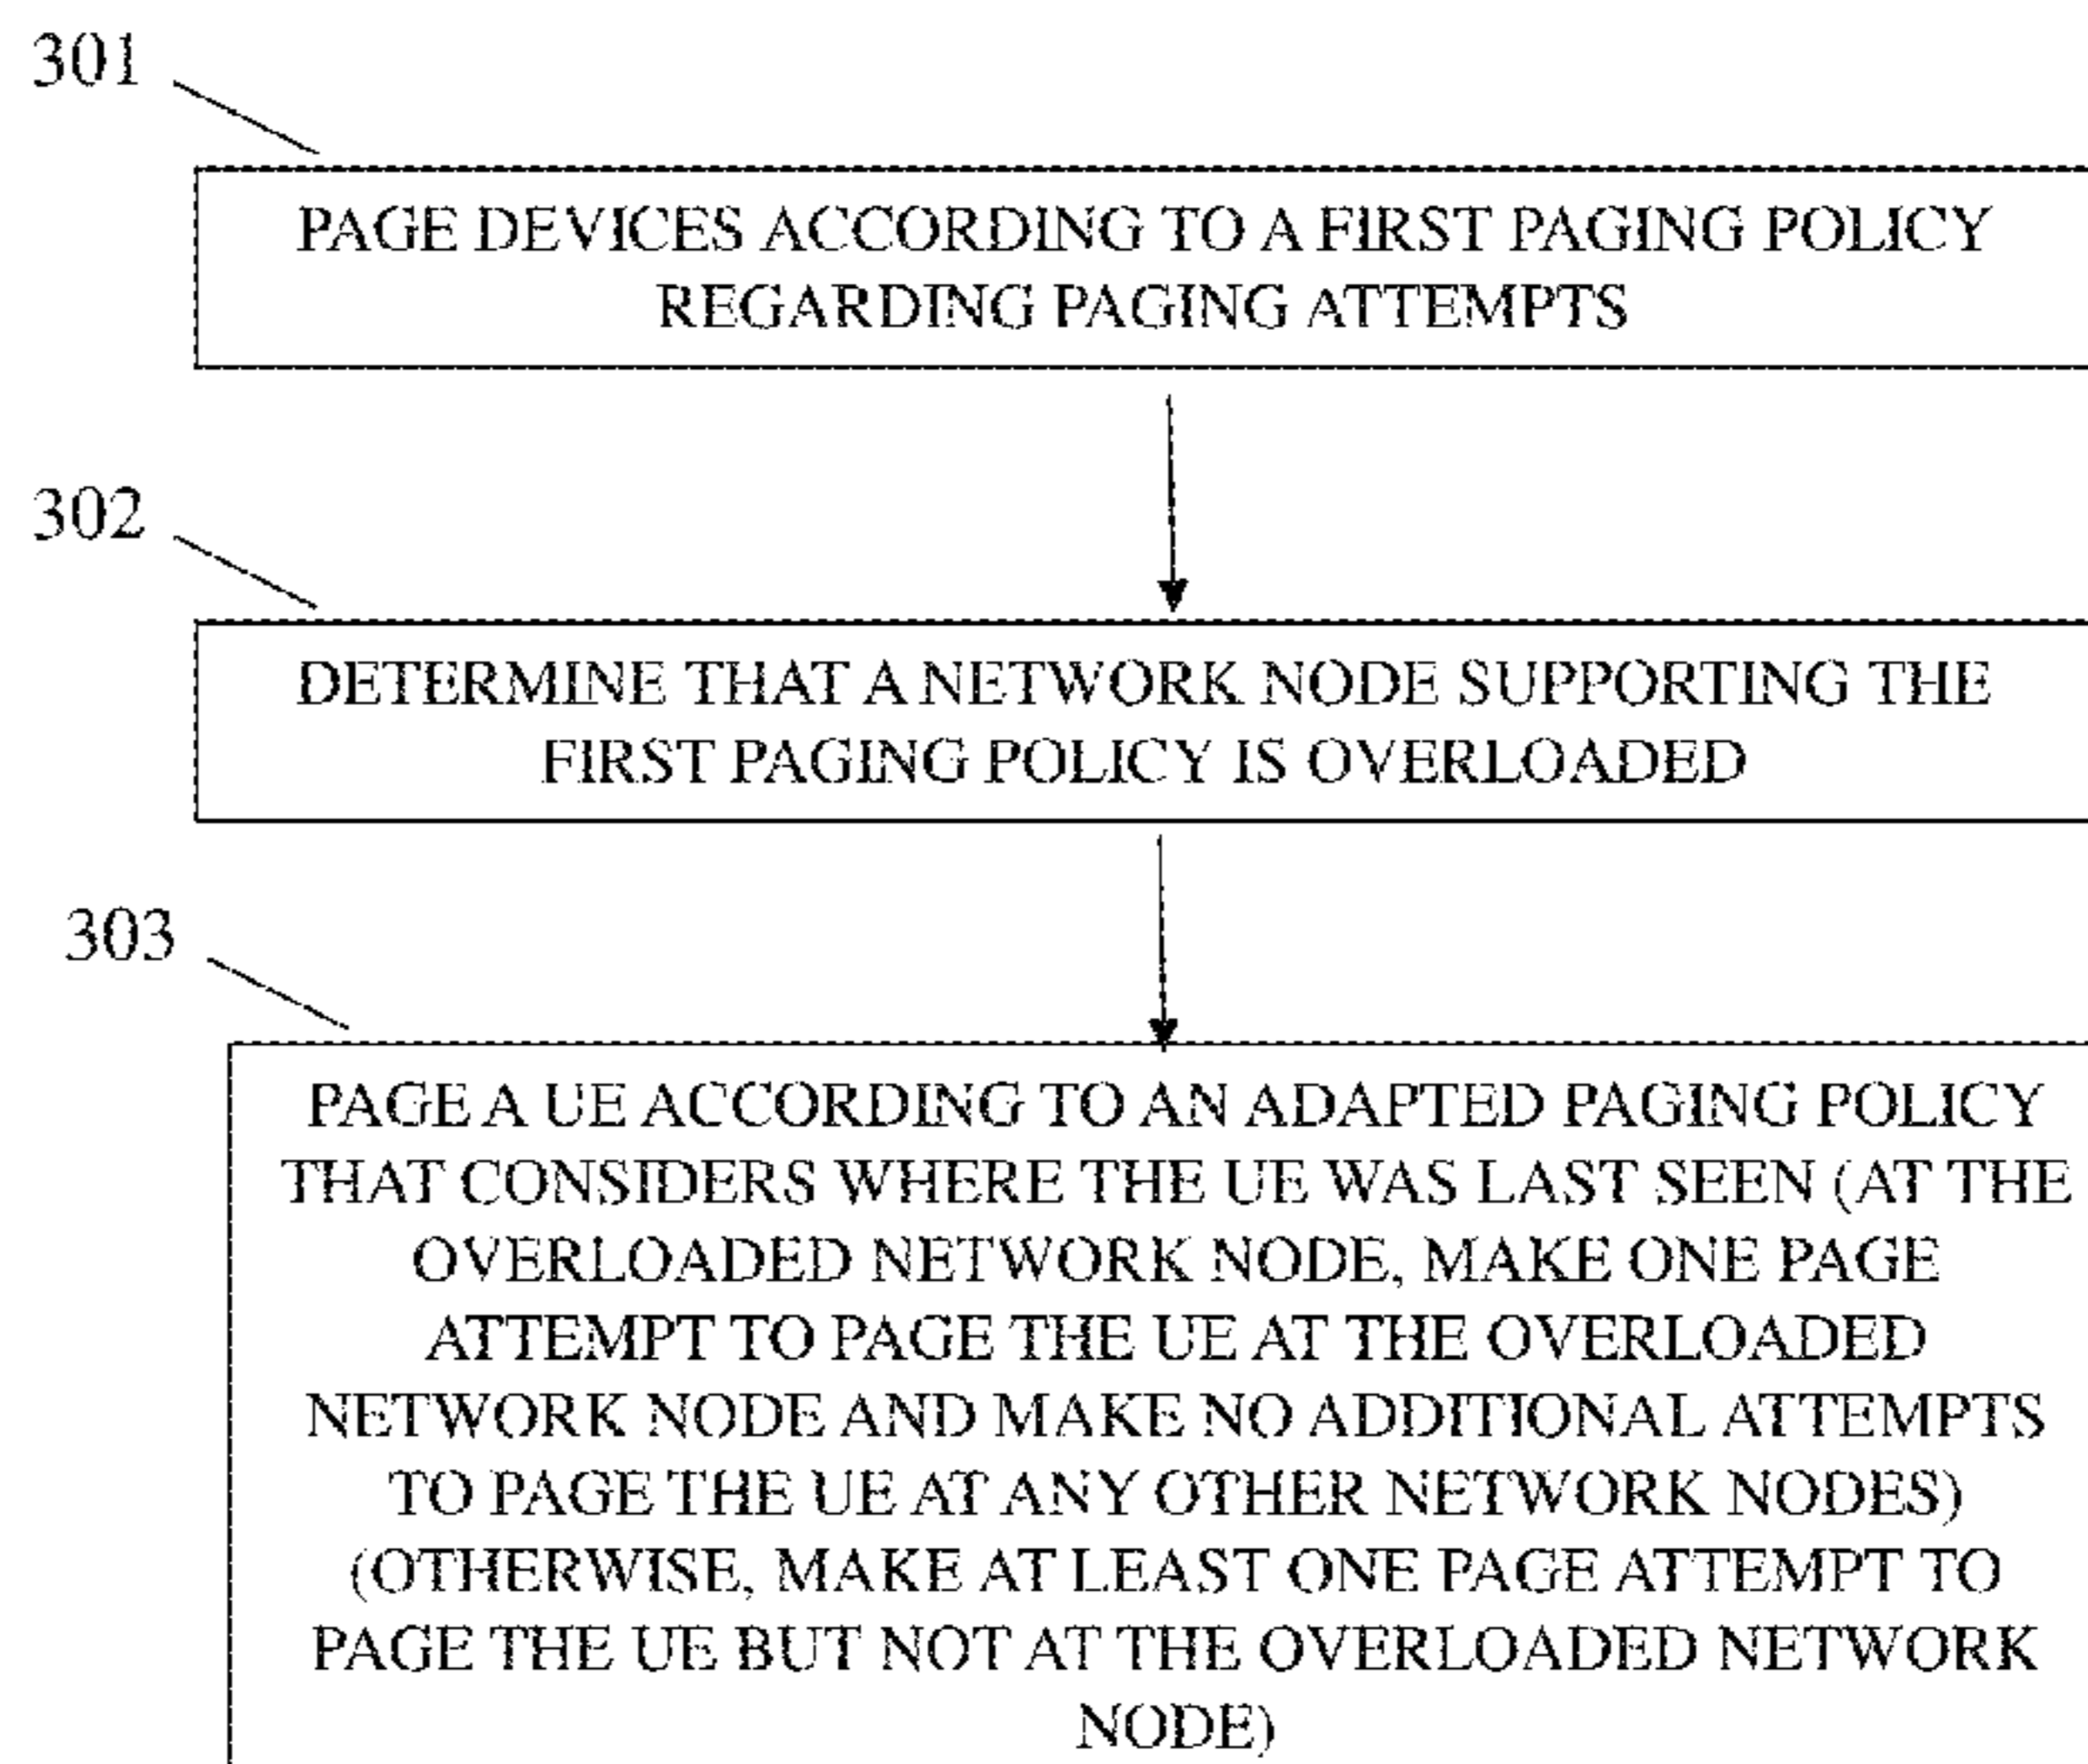 301
PAGE DEVICES ACCORDING TO A FIRST PAGING POLICY
REGARDING PAGING ATTEMPTS
302
DETERMINE THAT A NETWORK NODE SUPPORTING THE
FIRST PAGING POLICY IS OVERLOADED
303
PAGE A UE ACCORDING TO AN ADAPTED PAGING POLICY
THAT CONSIDERS WHERE THE UE WAS LAST SEEN (AT THE
OVERLOADED NETWORK NODE, MAKE ONE PAGE
ATTEMPT TO PAGE THE UE AT THE OVERLOADED
NETWORK NODE AND MAKE NO ADDITIONAL ATTEMPTS
TO PAGE THE UE AT ANY OTHER NETWORK NODES)
(OTHERWISE, MAKE AT LEAST ONE PAGE ATTEMPT TO
PAGE THE UE BUT NOT AT THE OVERLOADED NETWORK
NODE)